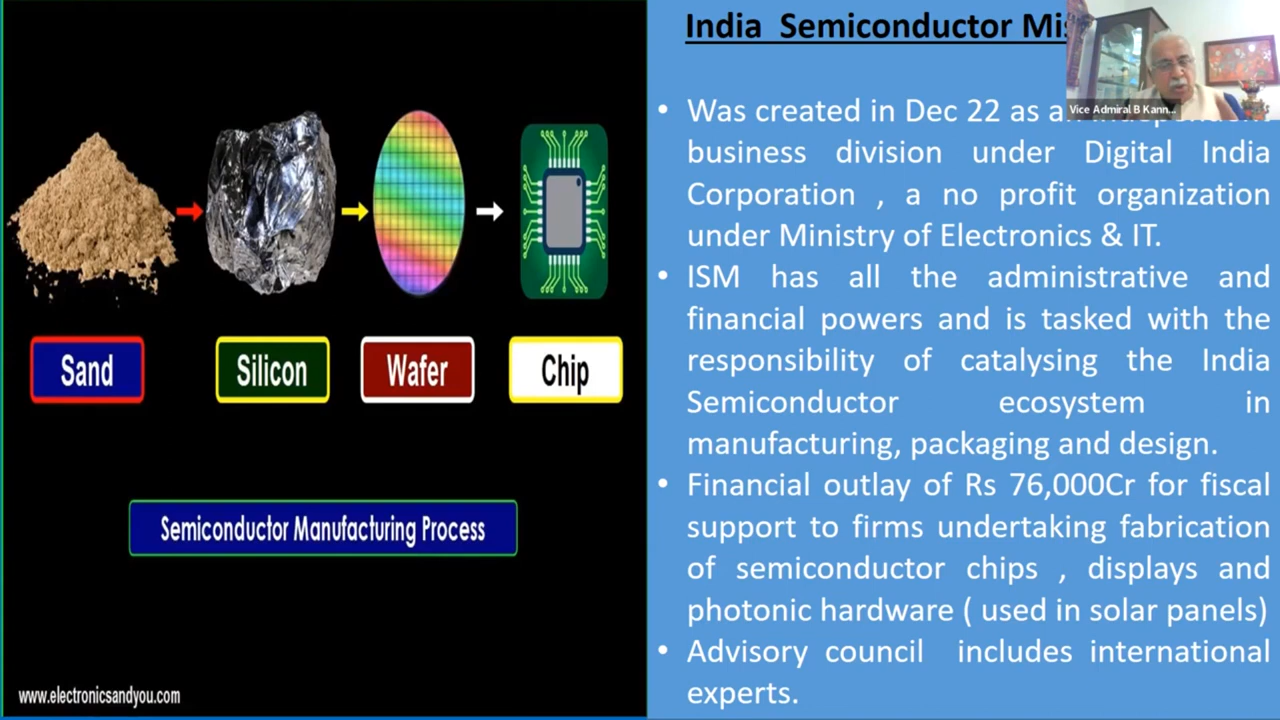 India Semiconductor
Vice Admiral B Kann...
• Was created in Dec 22 as
business division under Digital India
Corporation , a no profit organization
under Ministry of Electronics & IT.
• ISM has all the administrative and
financial powers and is tasked with the
responsibility of catalysing the India
Semiconductor ecosystem in
manufacturing, packaging and design.
• Financial outlay of Rs 76,000Cr for fiscal
support to firms undertaking fabrication
of semiconductor chips , displays and
photonic hardware ( used in solar panels)
• Advisory council includes international
experts.
Sand
Silicon
Wafer
Chip
Semiconductor Manufacturing Process
www.electronicsandyou.com